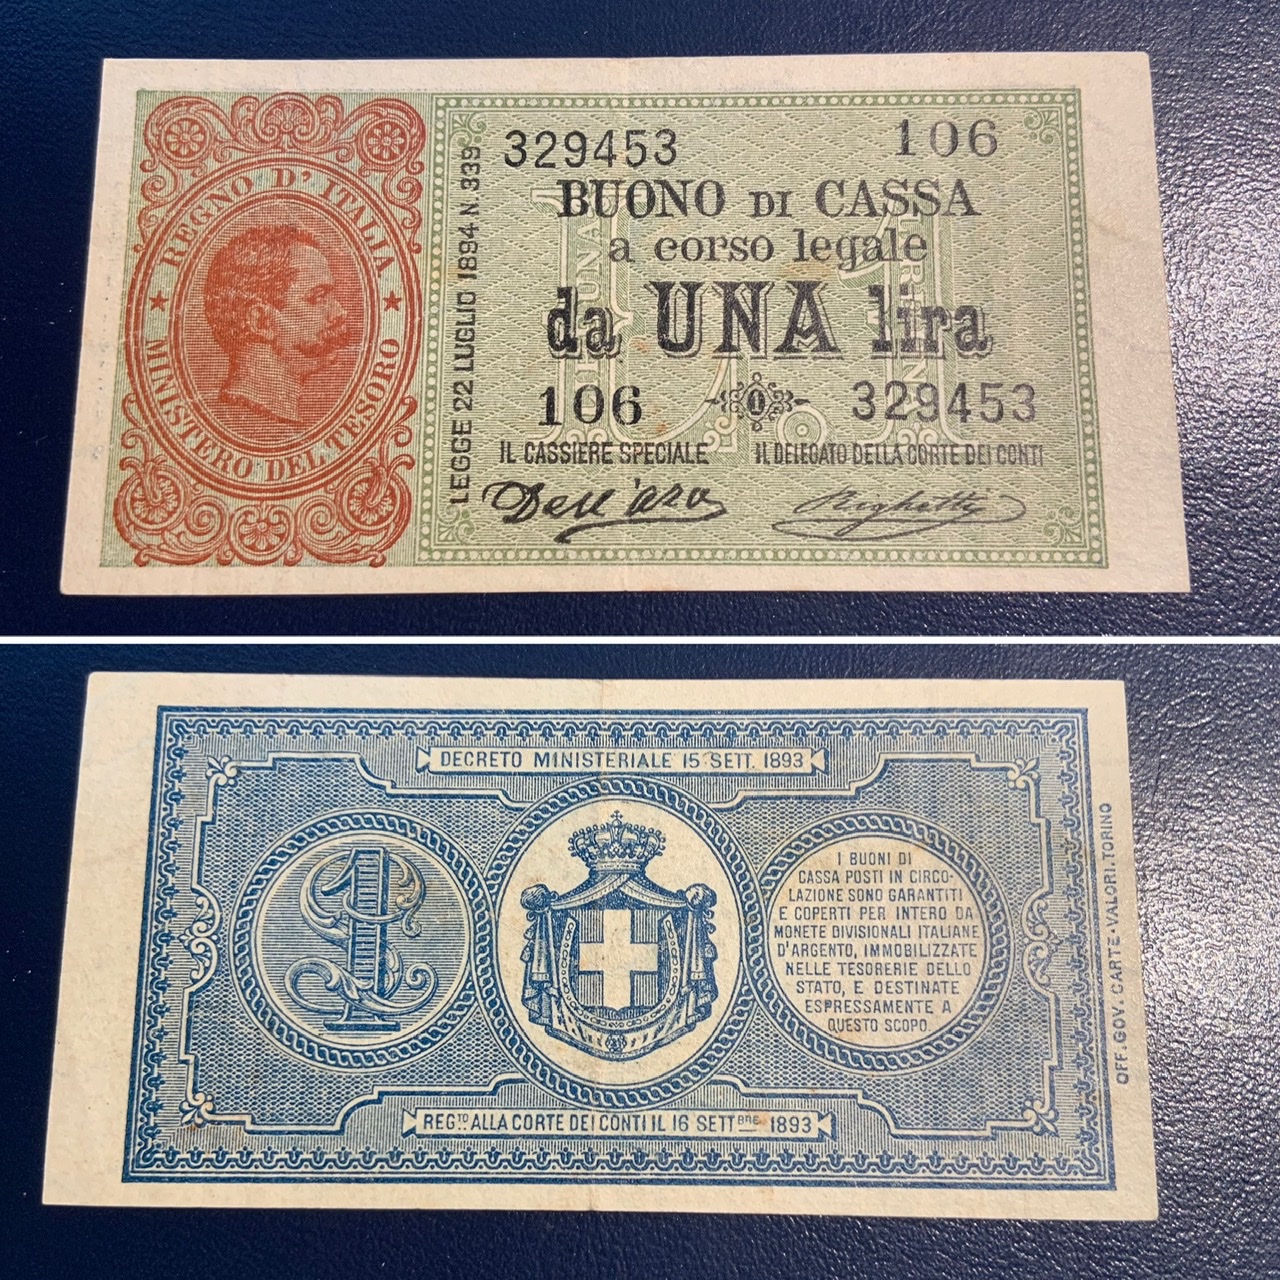 REGNO D'ITALIA
MINISTERO DEL TESORO
LEGGE 22 LUGLIO 1894 N. 339.
329453
106
BUONO DI CASSA
a corso legale
da UNA lira
106
1
329453
IL CASSIERE SPECIALE
IL DELEGATO DELLA CORTE DEI CONTI
Dell'Ara
Righetti
L.1
DECRETO MINISTERIALE 15 SETT. 1893
1
I BUONI DI
CASSA POSTI IN CIRCO-
LAZIONE SONO GARANTITI
E COPERTI PER INTERO DA
MONETE DIVISIONALI ITALIANE
D'ARGENTO, IMMOBILIZZATE
NELLE TESORERIE DELLO
STATO, E DESTINATE
ESPRESSAMENTE A
QUESTO SCOPO.
REG.TO ALLA CORTE DEI CONTI IL 16 SETT.BRE 1893
OFF. GOV. CARTE-VALORI. TORINO